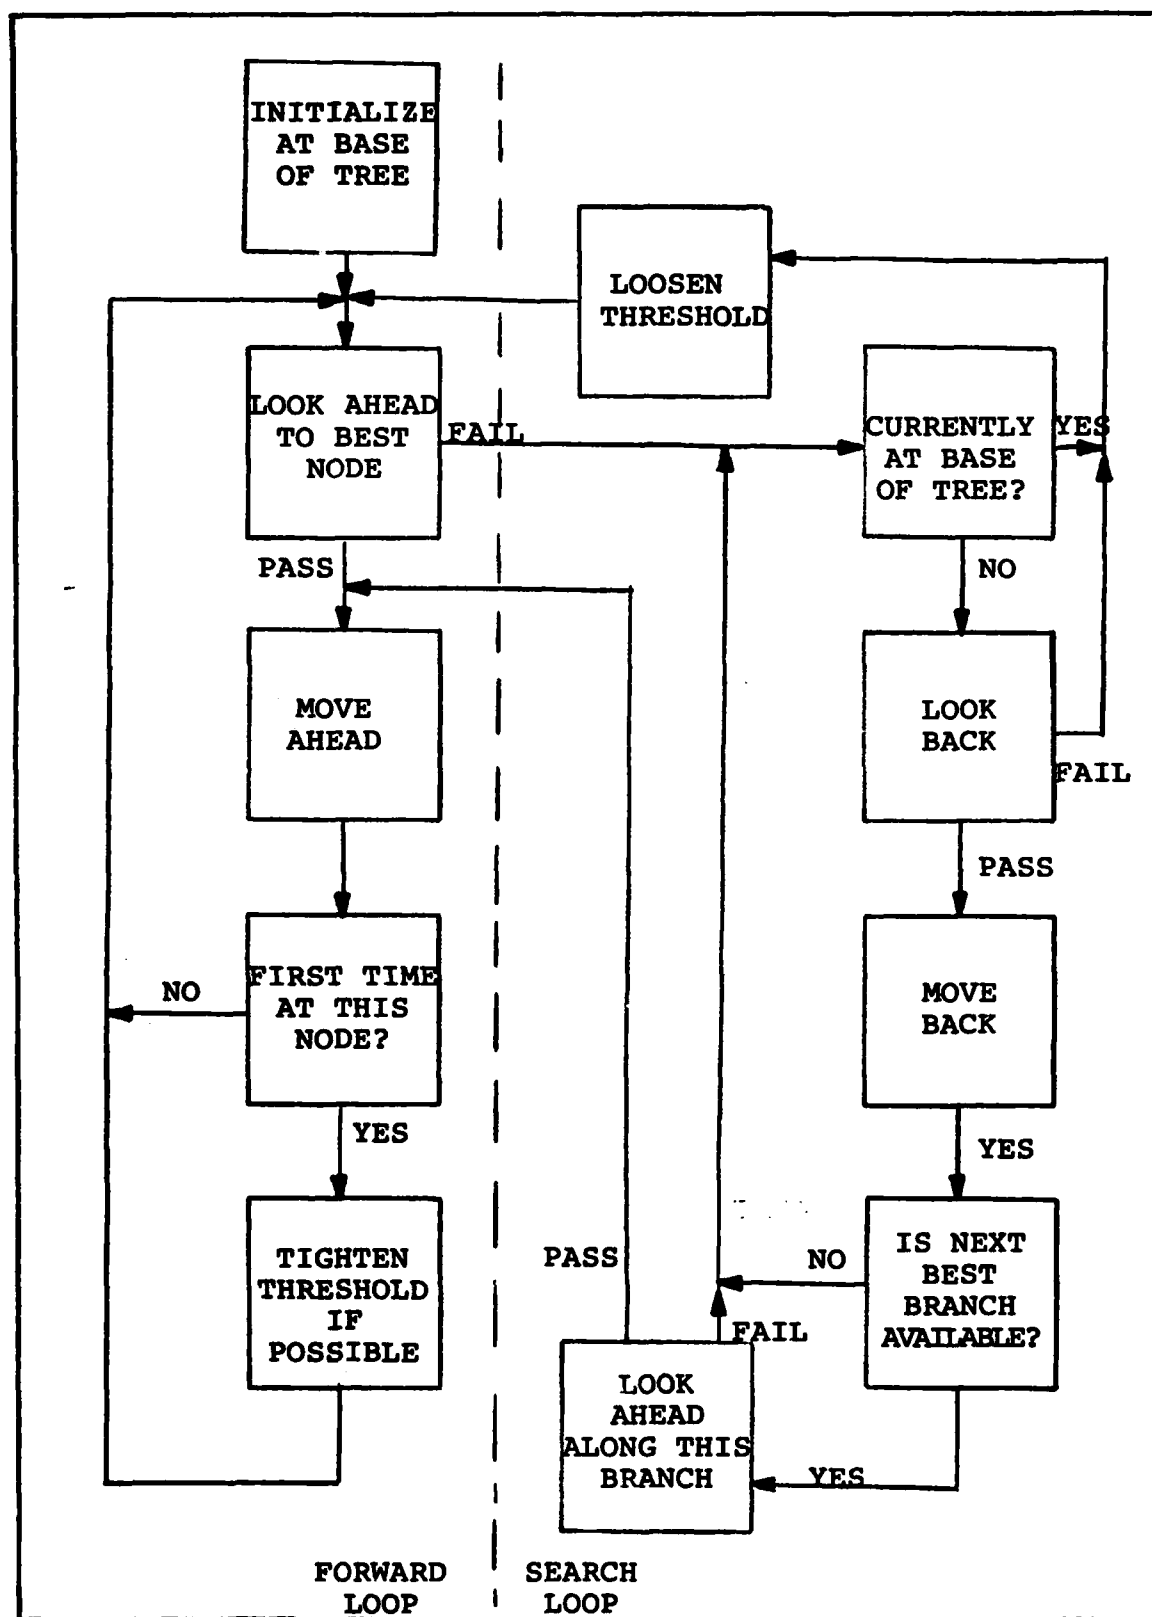 INITIALIZE
AT BASE
OF TREE
LOOSEN
THRESHOLD
LOOK AHEAD
TO BEST
NODE
FAIL
CURRENTLY
AT BASE
OF TREE?
YES
PASS
NO
MOVE
AHEAD
LOOK
BACK
FAIL
PASS
FIRST TIME
AT THIS
NODE?
NO
MOVE
BACK
YES
YES
TIGHTEN
THRESHOLD
IF
POSSIBLE
PASS
NO
IS NEXT
BEST
BRANCH
AVAILABLE?
FAIL
LOOK
AHEAD
ALONG THIS
BRANCH
YES
FORWARD
LOOP
SEARCH
LOOP